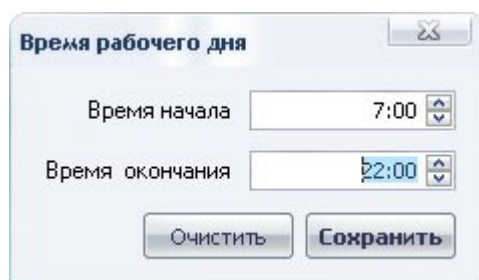 Время рабочего дня
Время начала 7:00
Время окончания 22:00
Очистить Сохранить